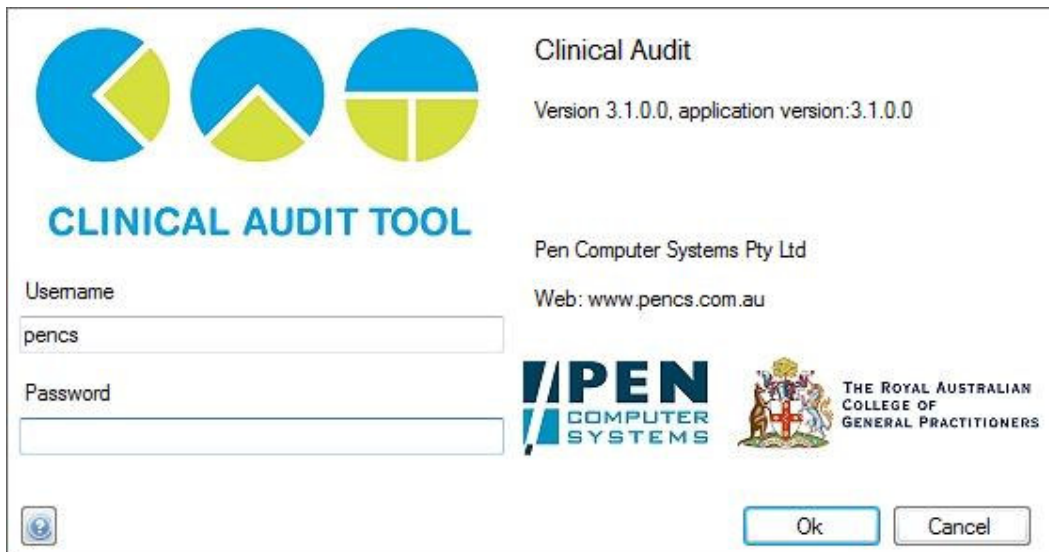 CLINICAL AUDIT TOOL
Username
pencs
Password
Clinical Audit
Version 3.1.0.0, application version:3.1.0.0
Pen Computer Systems Pty Ltd
Web: www.pencs.com.au
PEN
COMPUTER
SYSTEMS
THE ROYAL AUSTRALIAN
COLLEGE OF
GENERAL PRACTITIONERS
?
Ok
Cancel